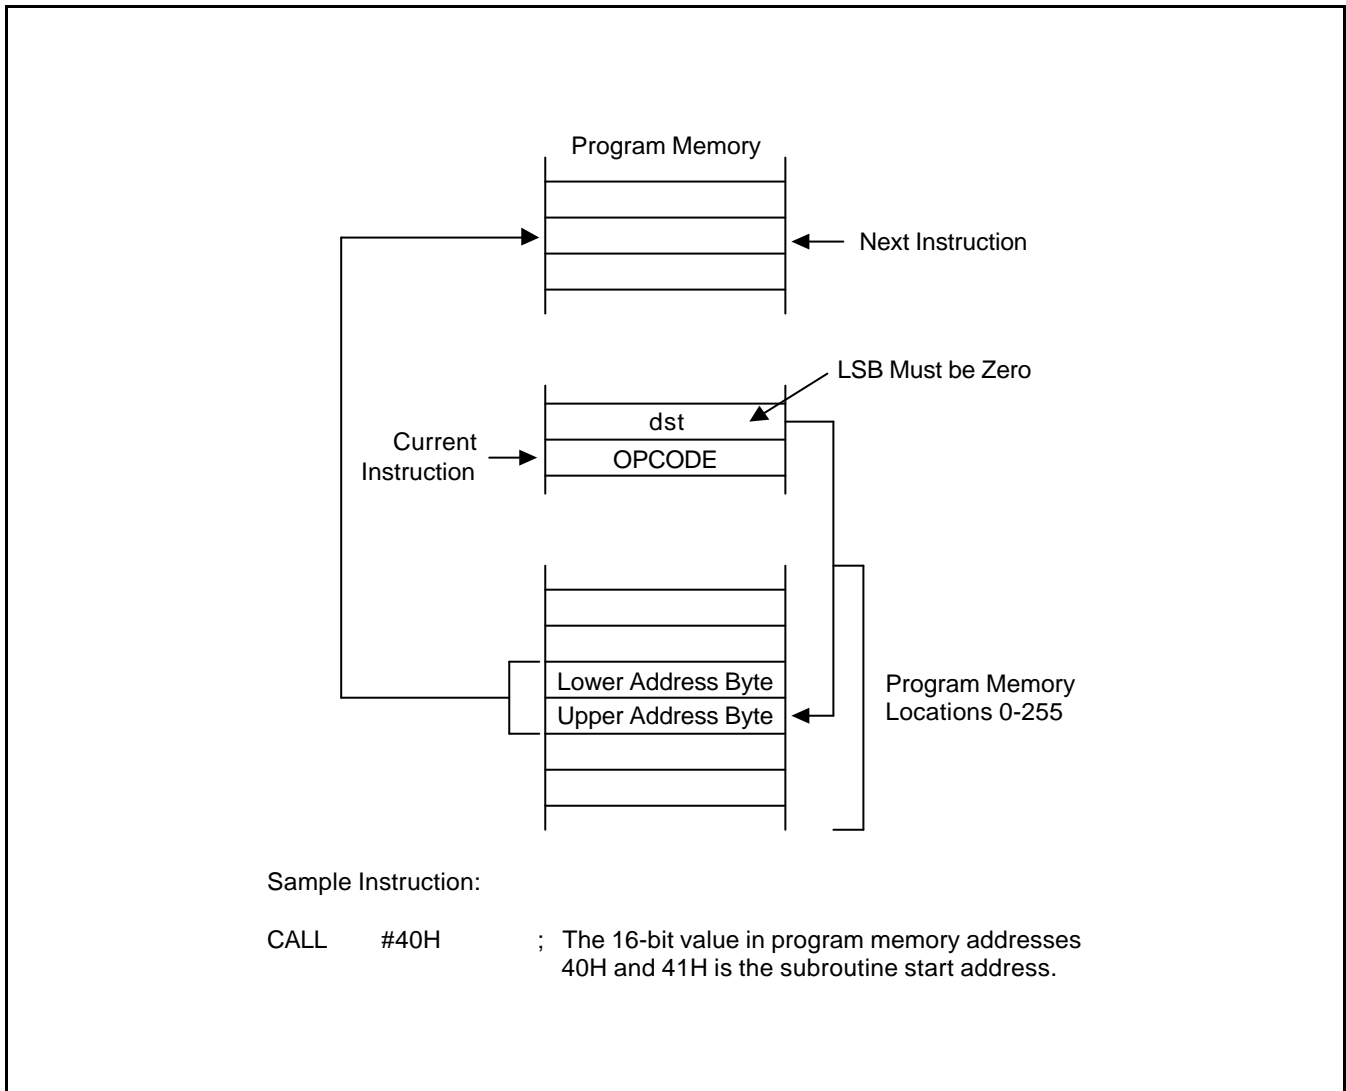 Program Memory
Next Instruction
LSB Must be Zero
dst
Current
Instruction
OPCODE
Lower Address Byte
Upper Address Byte
Program Memory
Locations 0-255
Sample Instruction:
CALL #40H ; The 16-bit value in program memory addresses
40H and 41H is the subroutine start address.